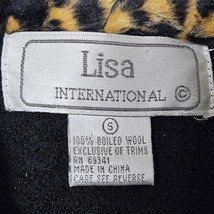 Lisa
INTERNATIONAL ©
S
100% BOILED WOOL
EXCLUSIVE OF TRIMS
RN 69341
MADE IN CHINA
CARE SEE REVERSE